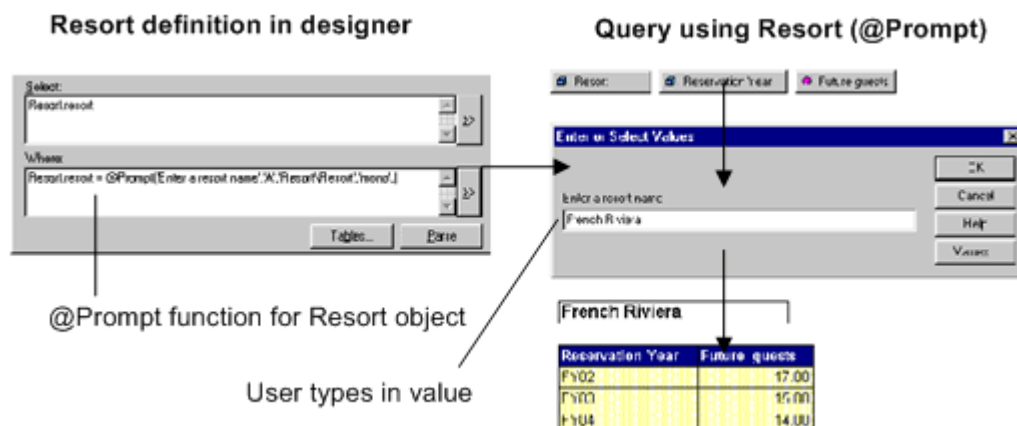 Resort definition in designer
Select:
Resort.resort
>>
Where:
Resort.resort = @Prompt('Enter a resort name','A','Resort\Resort','mono',)
>>
Tables...
Parse
@Prompt function for Resort object
User types in value
Query using Resort (@Prompt)
Resort
Reservation Year
Future guests
Enter or Select Values
Enter a resort name
French Riviera
OK
Cancel
Help
Values
French Riviera
Reservation Year Future guests
FY02 17.00
FY03 15.00
FY04 14.00